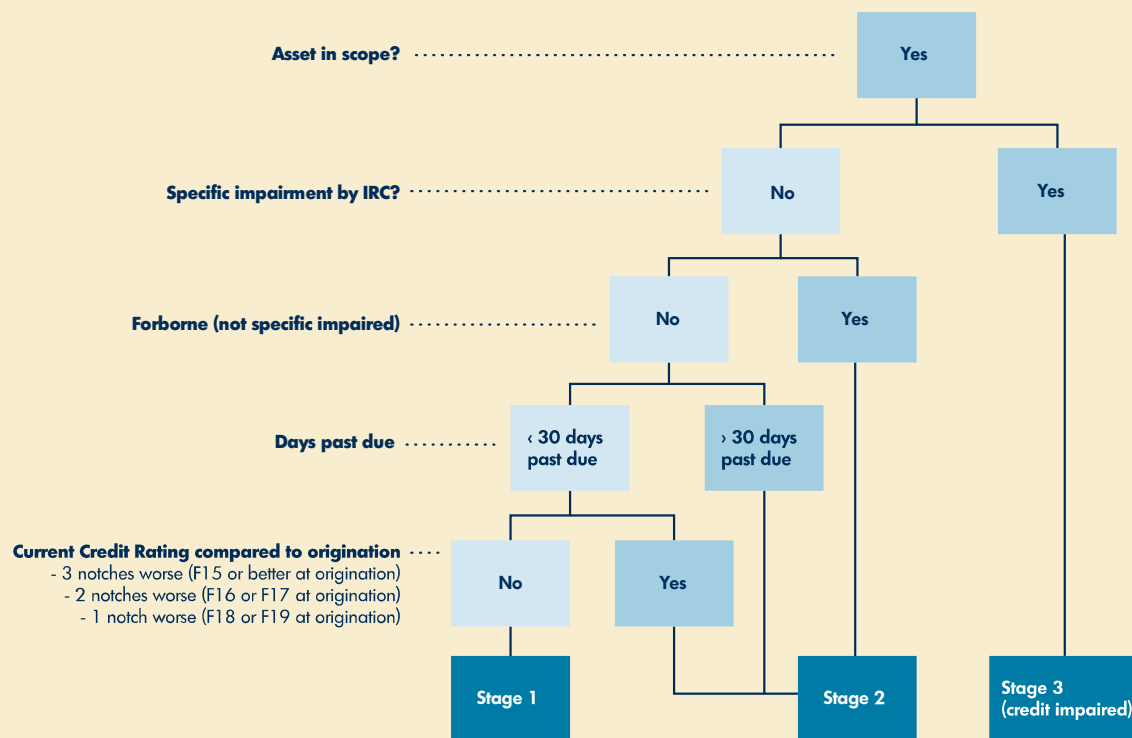 Asset in scope?
Yes
Specific impairment by IRC?
No
Yes
Forborne (not specific impaired)
No
Yes
Days past due
‹ 30 days
past due
› 30 days
past due
Current Credit Rating compared to origination
- 3 notches worse (F15 or better at origination)
- 2 notches worse (F16 or F17 at origination)
- 1 notch worse (F18 or F19 at origination)
No
Yes
Stage 1
Stage 2
Stage 3
(credit impaired)